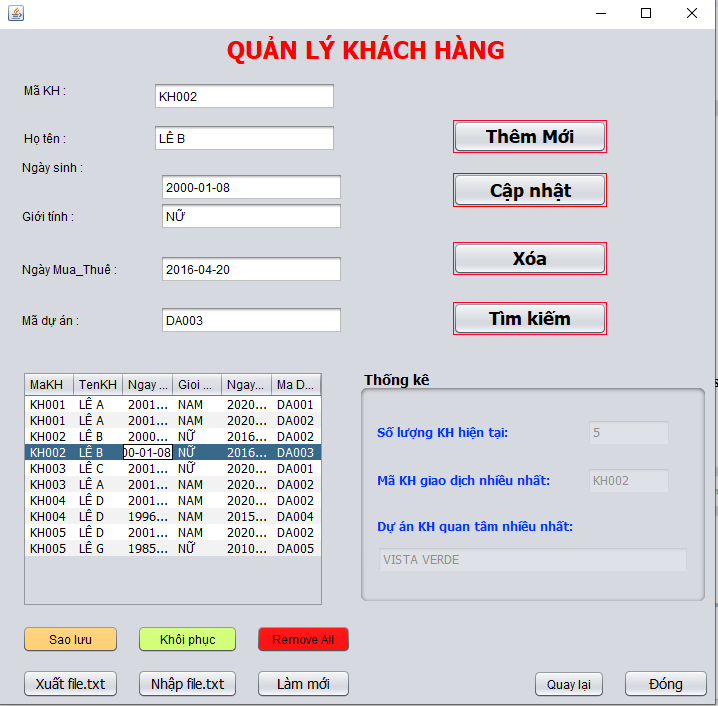 QUẢN LÝ KHÁCH HÀNG
Mã KH :
KH002
Họ tên :
LÊ B
Ngày sinh :
2000-01-08
Giới tính :
NỮ
Ngày Mua_Thuê :
2016-04-20
Mã dự án :
DA003
Thêm Mới
Cập nhật
Xóa
Tìm kiếm
MaKH TenKH Ngay ... Gioi ... Ngay... Ma D...
KH001 LÊ A 2001... NAM 2020... DA001
KH001 LÊ A 2001... NAM 2020... DA002
KH002 LÊ B 2000... NỮ 2016... DA002
KH002 LÊ B 00-01-08 NỮ 2016... DA003
KH003 LÊ C 2001... NỮ 2020... DA001
KH003 LÊ A 2001... NAM 2020... DA002
KH004 LÊ D 2001... NAM 2020... DA002
KH004 LÊ D 1996... NAM 2015... DA004
KH005 LÊ D 2001... NAM 2020... DA002
KH005 LÊ G 1985... NỮ 2010... DA005
Thống kê
Số lượng KH hiện tại:
5
Mã KH giao dịch nhiều nhất:
KH002
Dự án KH quan tâm nhiều nhất:
VISTA VERDE
Sao lưu
Khôi phục
Remove All
Xuất file.txt
Nhập file.txt
Làm mới
Quay lại
Đóng